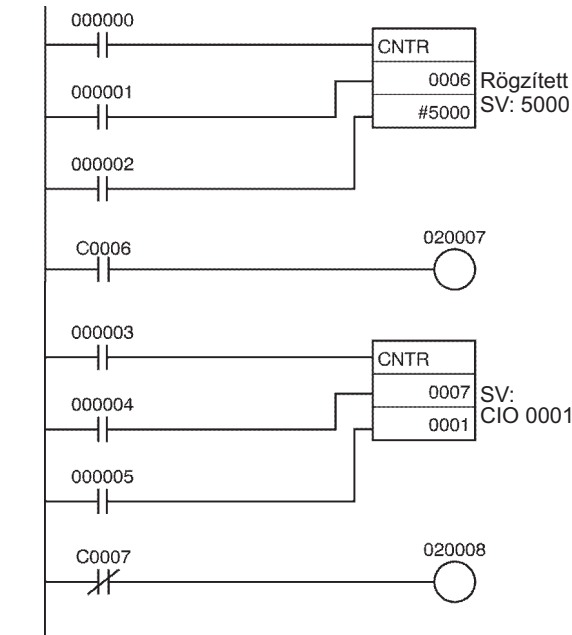 000000
CNTR
0006 Rögzített
000001
#5000 SV: 5000
000002
C0006
020007
000003
CNTR
0007 SV:
000004
0001 CIO 0001
000005
C0007
020008